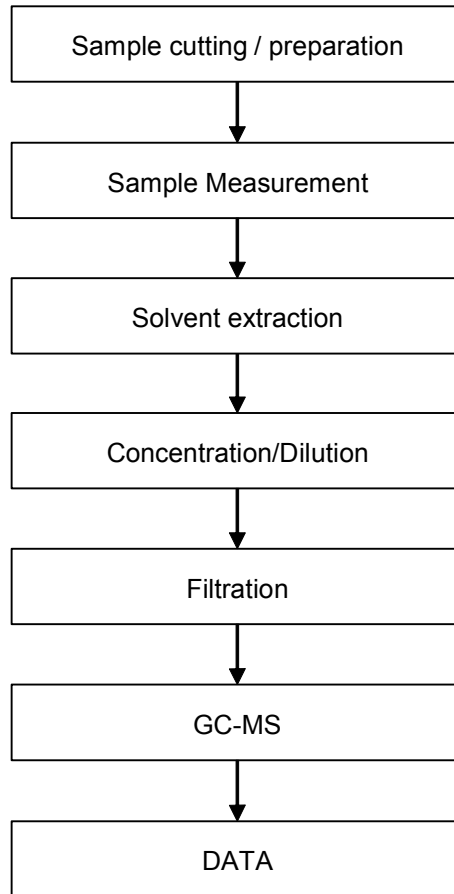 Sample cutting / preparation
Sample Measurement
Solvent extraction
Concentration/Dilution
Filtration
GC-MS
DATA